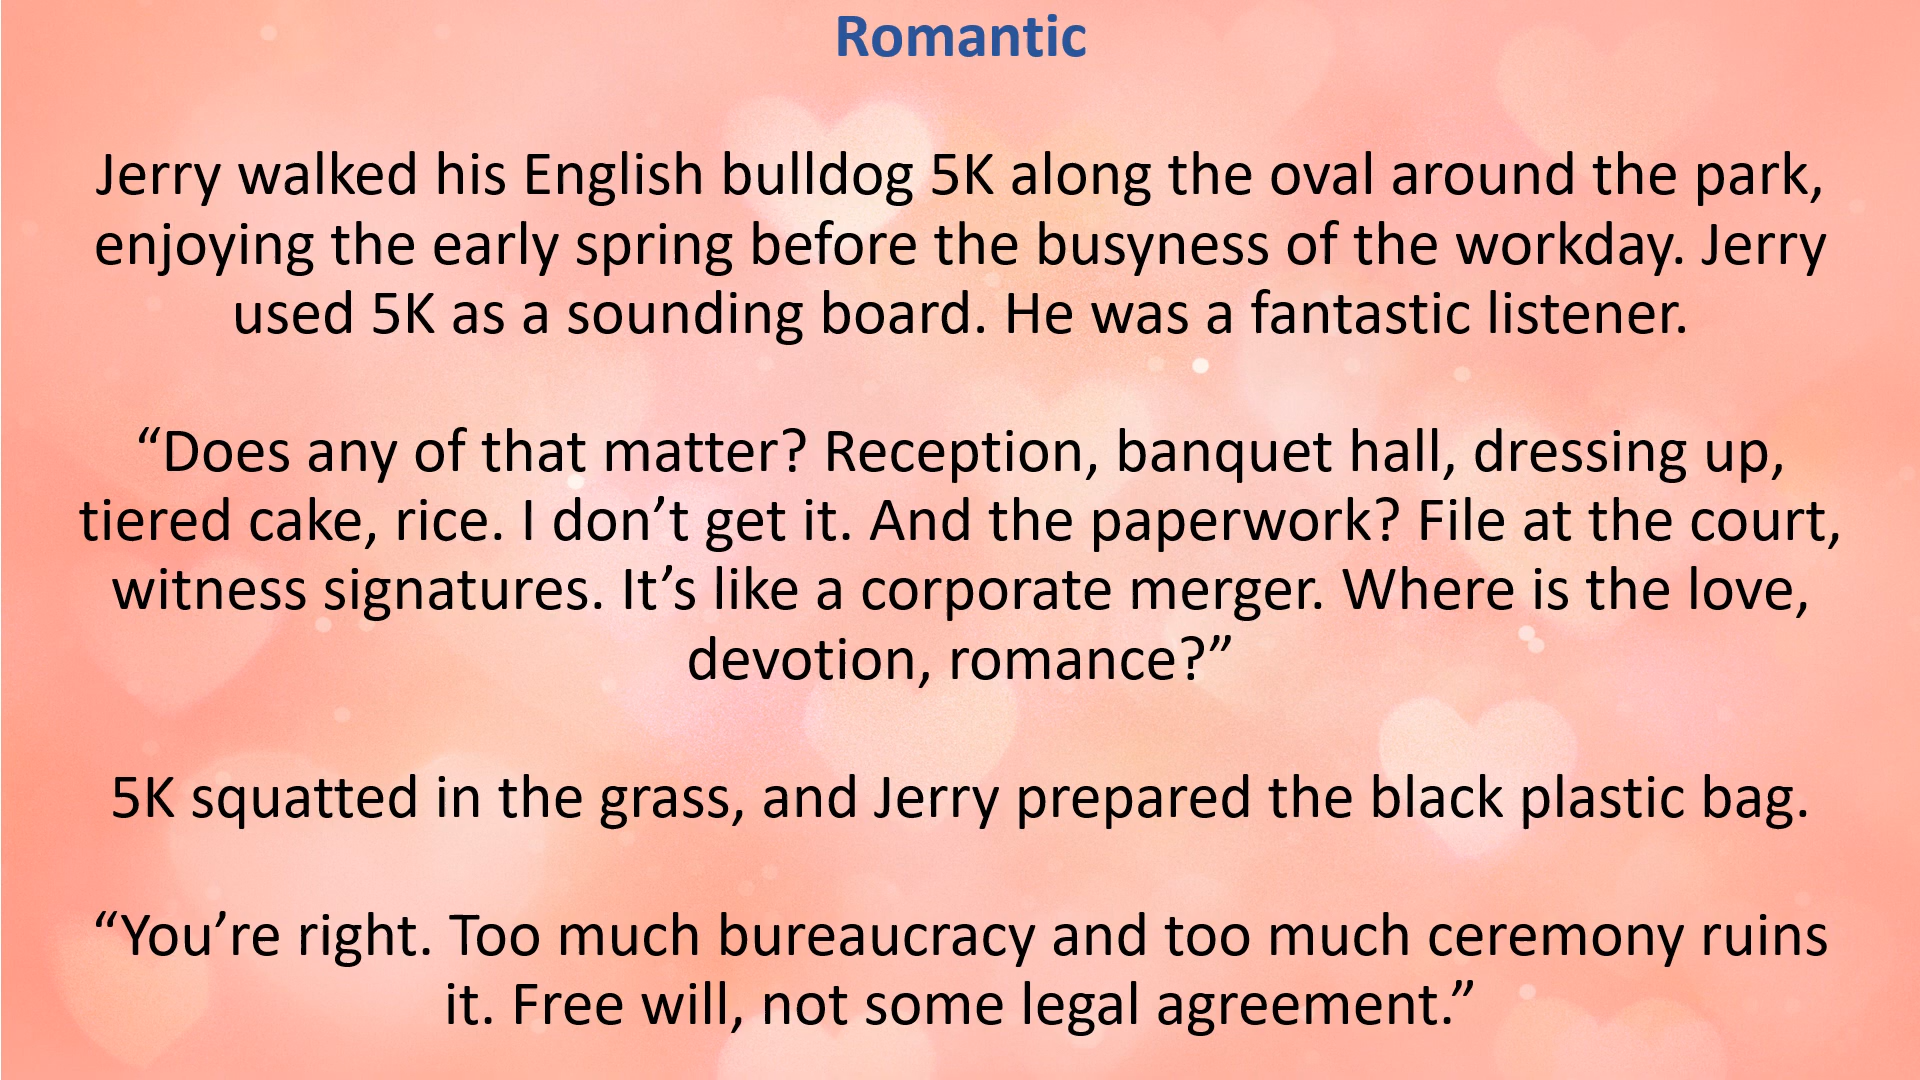 Romantic
Jerry walked his English bulldog 5K along the oval around the park,
enjoying the early spring before the busyness of the workday. Jerry
used 5K as a sounding board. He was a fantastic listener.
“Does any of that matter? Reception, banquet hall, dressing up,
tiered cake, rice. I don’t get it. And the paperwork? File at the court,
witness signatures. It’s like a corporate merger. Where is the love,
devotion, romance?”
5K squatted in the grass, and Jerry prepared the black plastic bag.
“You’re right. Too much bureaucracy and too much ceremony ruins
it. Free will, not some legal agreement.”